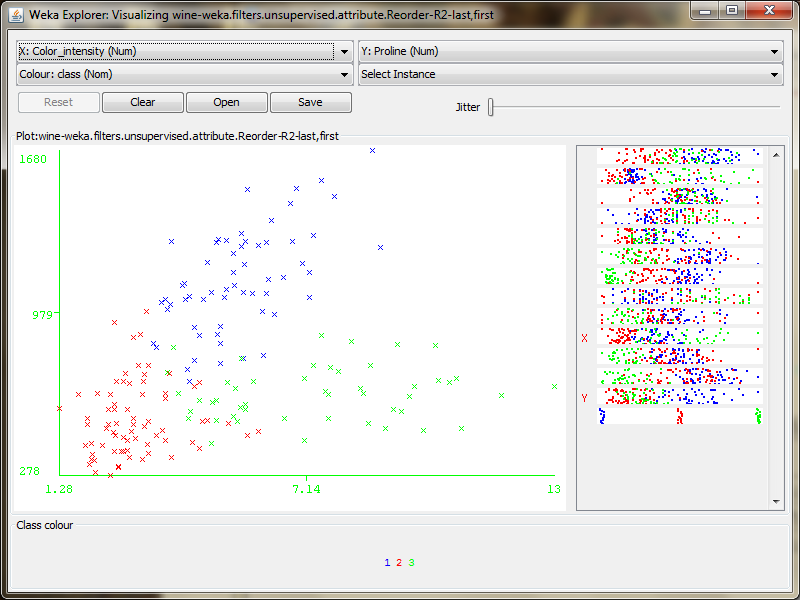 Weka Explorer: Visualizing wine-weka.filters.unsupervised.attribute.Reorder-R2-last,first
X: Color_intensity (Num)
Y: Proline (Num)
Colour: class (Nom)
Select Instance
Reset
Clear
Open
Save
Jitter
Plot:wine-weka.filters.unsupervised.attribute.Reorder-R2-last,first
1680
979
278
1.28
7.14
13
X
Y
Class colour
1 2 3